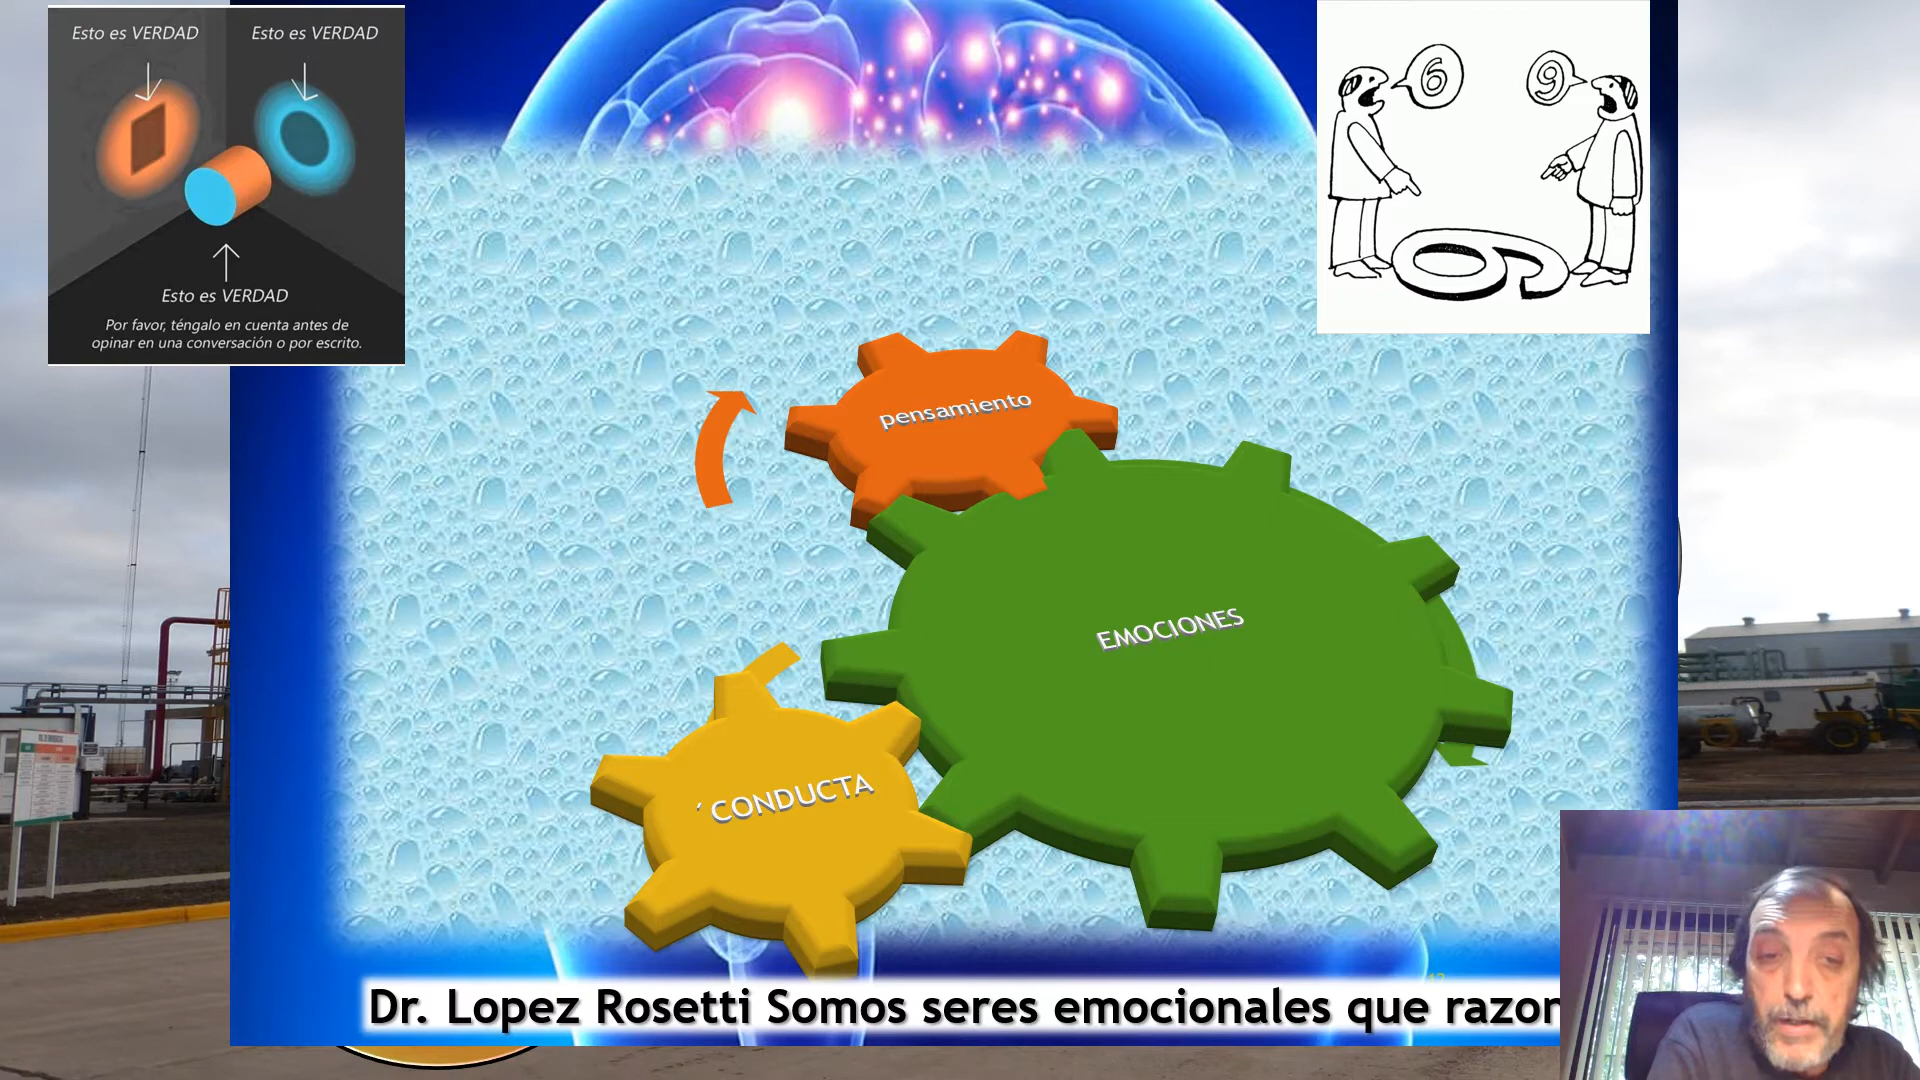 Esto es VERDAD
Esto es VERDAD
Esto es VERDAD
Por favor, téngalo en cuenta antes de
opinar en una conversación o por escrito.
6
9
pensamiento
EMOCIONES
´ CONDUCTA
Dr. Lopez Rosetti Somos seres emocionales que razon